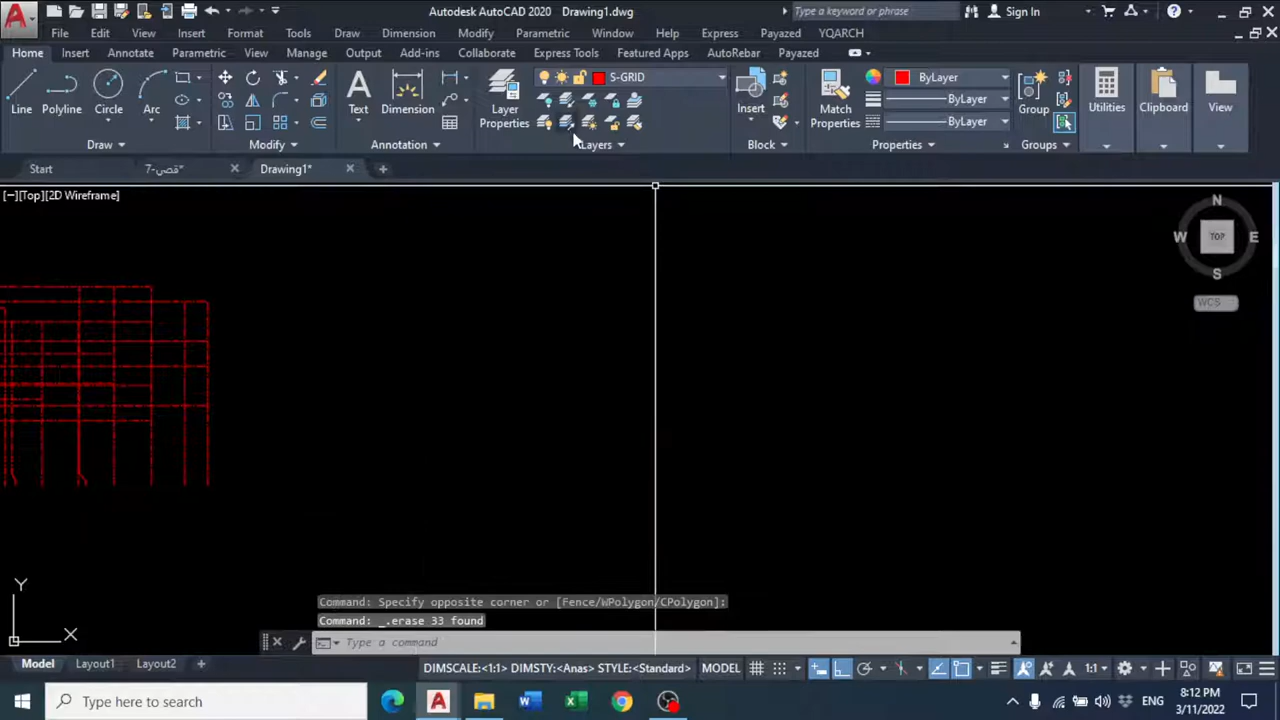 Autodesk AutoCAD 2020 Drawing1.dwg
Type a keyword or phrase
Sign In
File Edit View Insert Format Tools Draw Dimension Modify Parametric Window Help Express Payazed YQARCH
Home Insert Annotate Parametric View Manage Output Add-ins Collaborate Express Tools Featured Apps AutoRebar Payazed
S-GRID
ByLayer
ByLayer
ByLayer
Line Polyline Circle Arc Text Dimension Layer Properties Insert Match Properties Group Utilities Clipboard View
Draw Modify Annotation Layers Block Properties Groups
Start قصى-7* Drawing1*
[−][Top][2D Wireframe]
N
W TOP E
S
WCS
Y
X
Command: Specify opposite corner or [Fence/WPolygon/CPolygon]:
Command: _.erase 33 found
Type a command
Model Layout1 Layout2 +
DIMSCALE:<1:1> DIMSTY:<Anas> STYLE:<Standard> MODEL 1:1
Type here to search
ENG
8:12 PM
3/11/2022